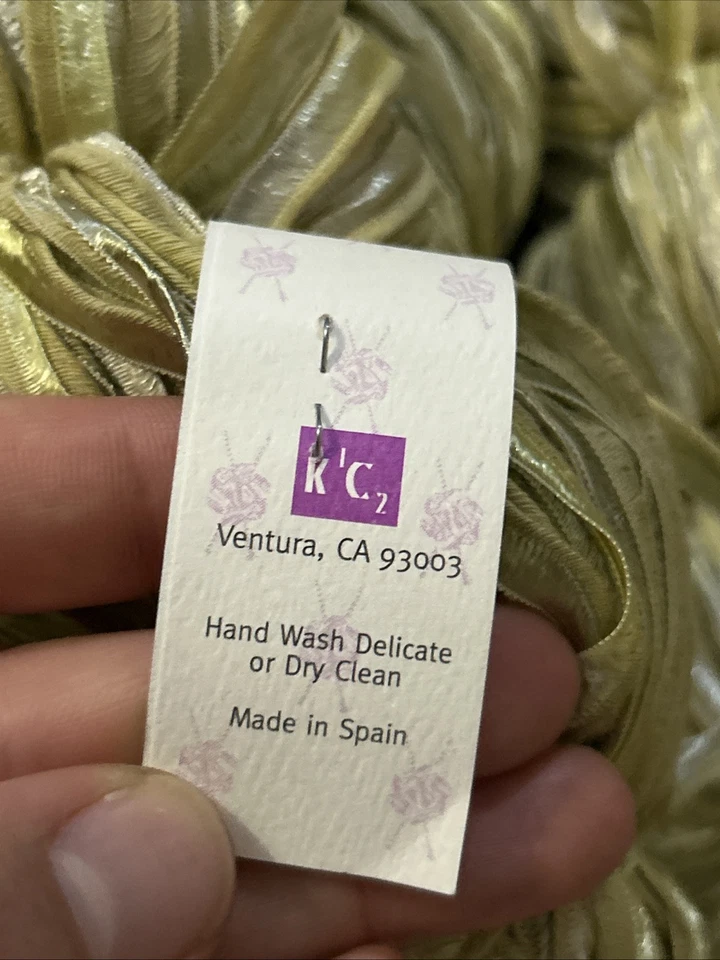 K1C2
Ventura, CA 93003
Hand Wash Delicate
or Dry Clean
Made in Spain